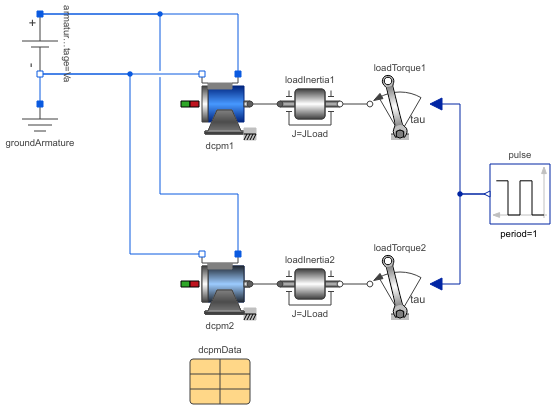 +
armatur...tage=Va
-
groundArmature
dcpm1
loadInertia1
J=JLoad
loadTorque1
tau
pulse
period=1
dcpm2
loadInertia2
J=JLoad
loadTorque2
tau
dcpmData